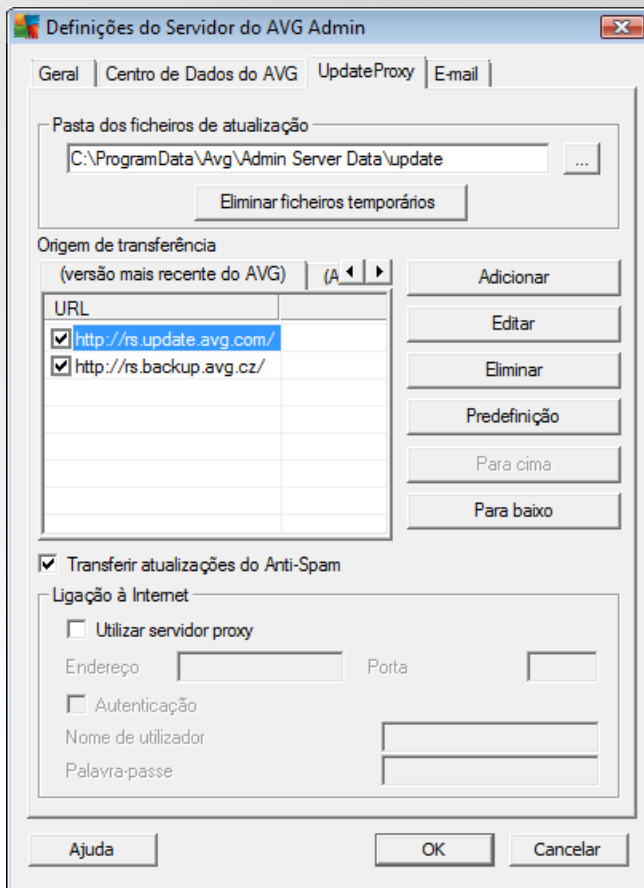 Definições do Servidor do AVG Admin
Geral
Centro de Dados do AVG
UpdateProxy
E-mail
Pasta dos ficheiros de atualização
C:\ProgramData\Avg\Admin Server Data\update
...
Eliminar ficheiros temporários
Origem de transferência
(versão mais recente do AVG)
(A
Adicionar
URL
Editar
http://rs.update.avg.com/
http://rs.backup.avg.cz/
Eliminar
Predefinição
Para cima
Para baixo
Transferir atualizações do Anti-Spam
Ligação à Internet
Utilizar servidor proxy
Endereço
Porta
Autenticação
Nome de utilizador
Palavra-passe
Ajuda
OK
Cancelar